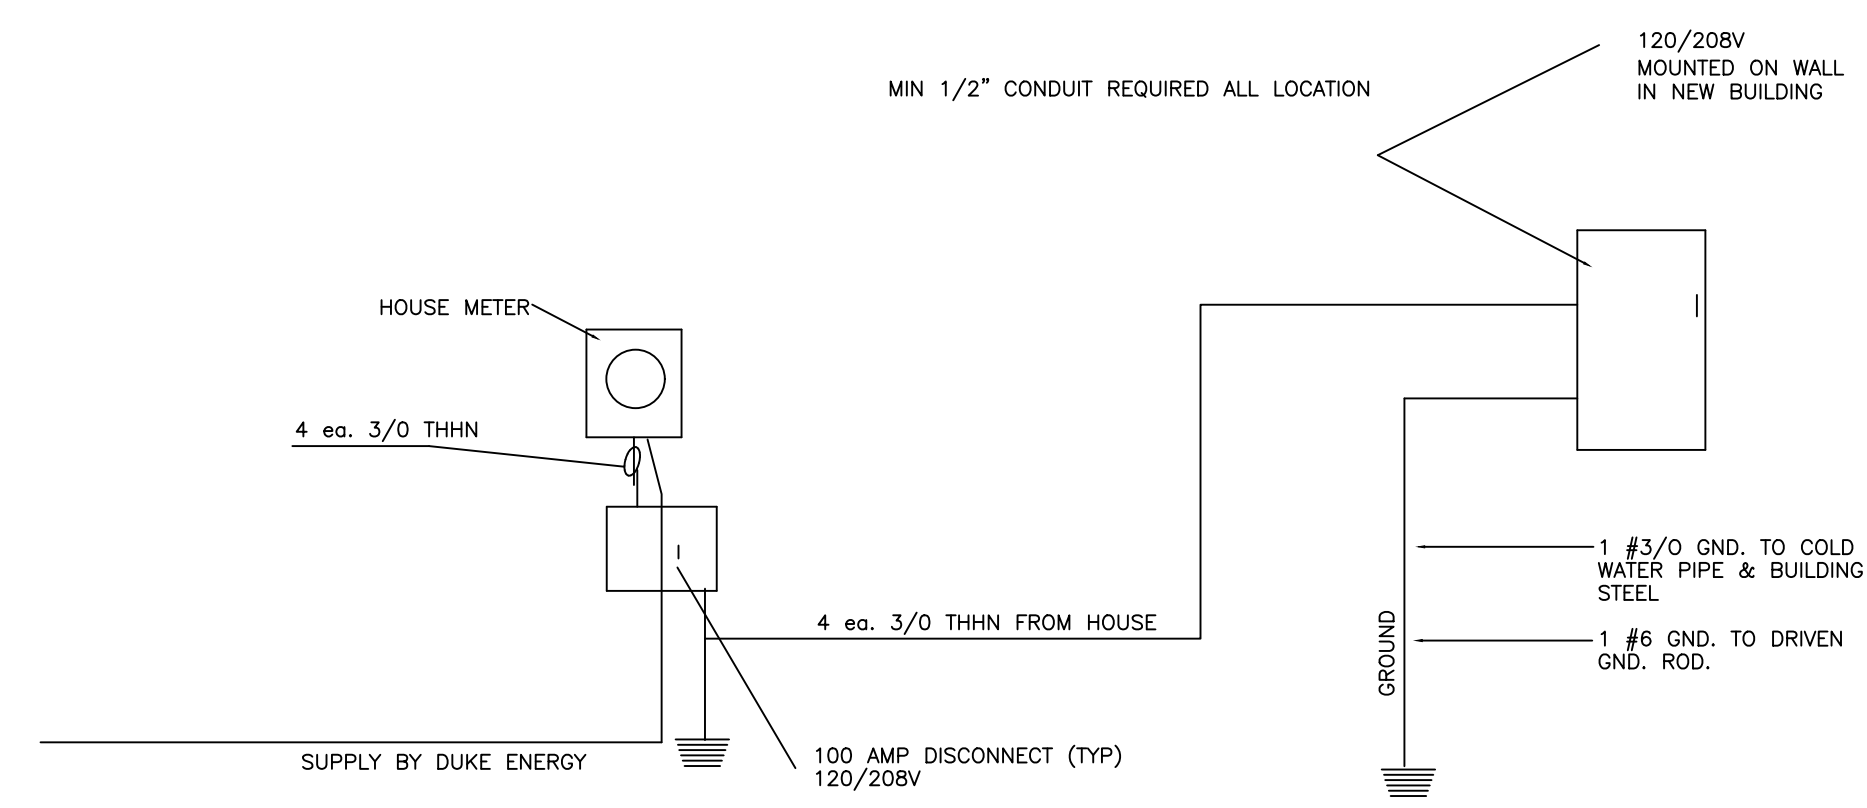 120/208V
MOUNTED ON WALL
IN NEW BUILDING
MIN 1/2” CONDUIT REQUIRED ALL LOCATION
HOUSE METER
4 ea. 3/0 THHN
1 #3/0 GND. TO COLD
WATER PIPE & BUILDING
STEEL
4 ea. 3/0 THHN FROM HOUSE
1 #6 GND. TO DRIVEN
GND. ROD.
GROUND
SUPPLY BY DUKE ENERGY
100 AMP DISCONNECT (TYP)
120/208V